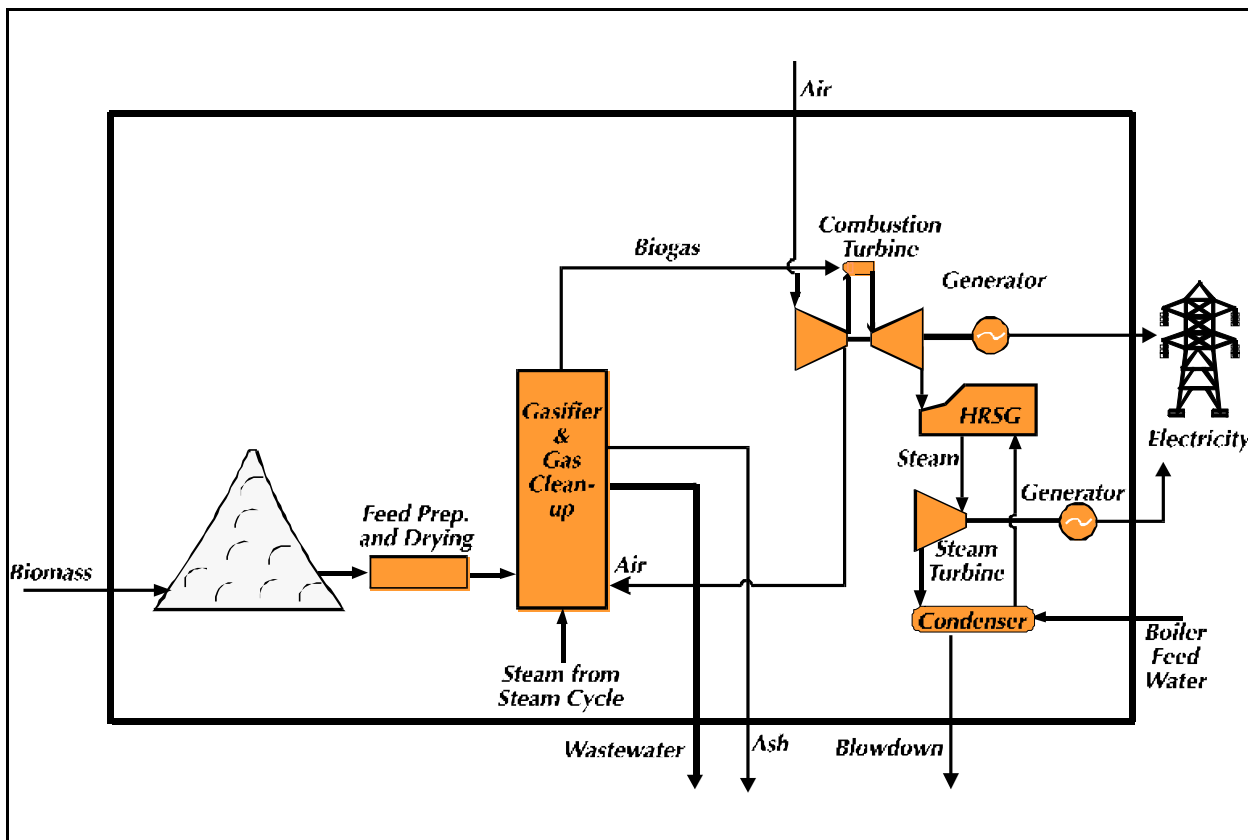 Air
Combustion
Turbine
Biogas
Generator
Gasifier
&
Gas
Clean-
up
HRSG
Electricity
Steam
Generator
Feed Prep.
and Drying
Steam
Turbine
Air
Biomass
Condenser
Boiler
Feed
Water
Steam from
Steam Cycle
Wastewater
Ash
Blowdown